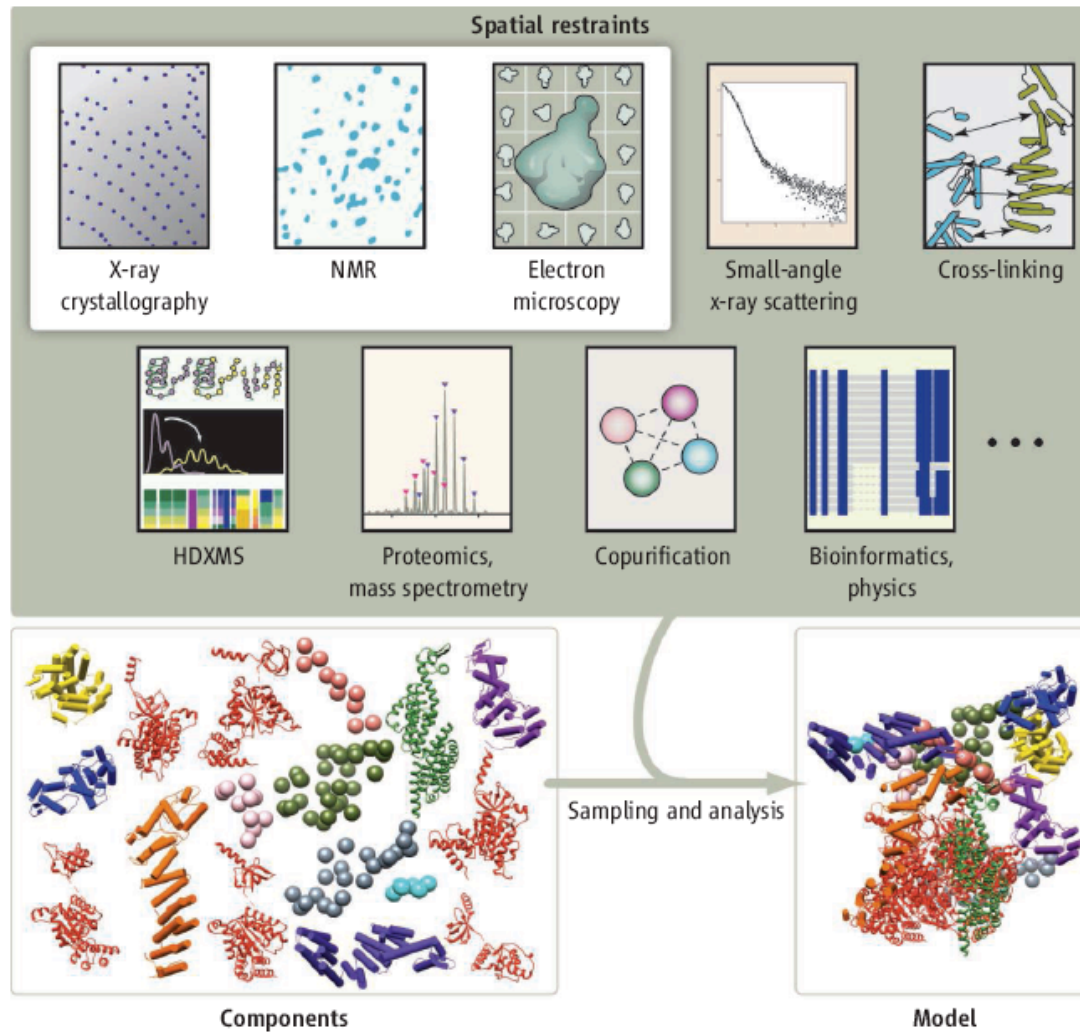 Spatial restraints
X-ray
crystallography
NMR
Electron
microscopy
Small-angle
x-ray scattering
Cross-linking
HDXMS
Proteomics,
mass spectrometry
Copurification
Bioinformatics,
physics
• • •
Sampling and analysis
Components
Model